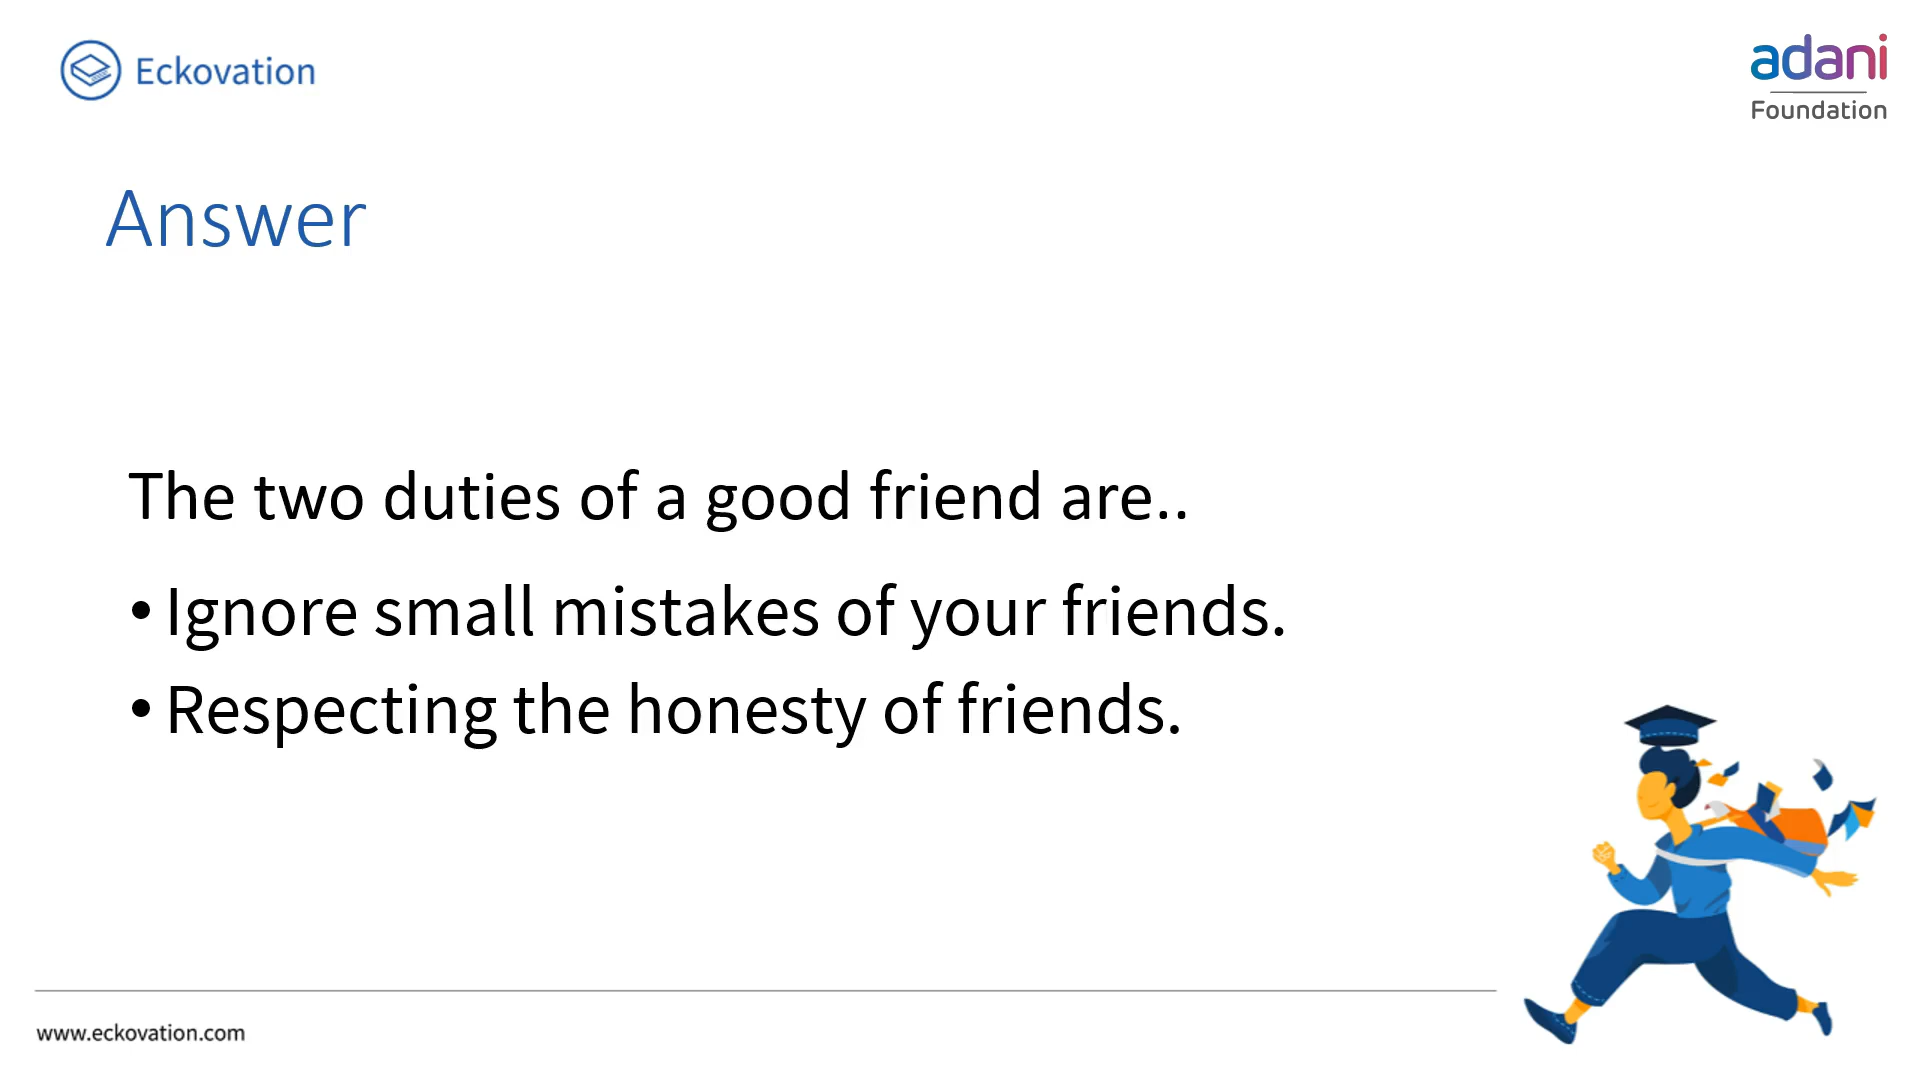 Eckovation
adani
Foundation
Answer
The two duties of a good friend are..
• Ignore small mistakes of your friends.
• Respecting the honesty of friends.
www.eckovation.com